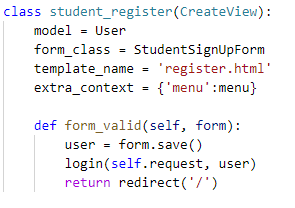 class student_register(CreateView):
    model = User
    form_class = StudentSignUpForm
    template_name = 'register.html'
    extra_context = {'menu':menu}

    def form_valid(self, form):
        user = form.save()
        login(self.request, user)
        return redirect('/')